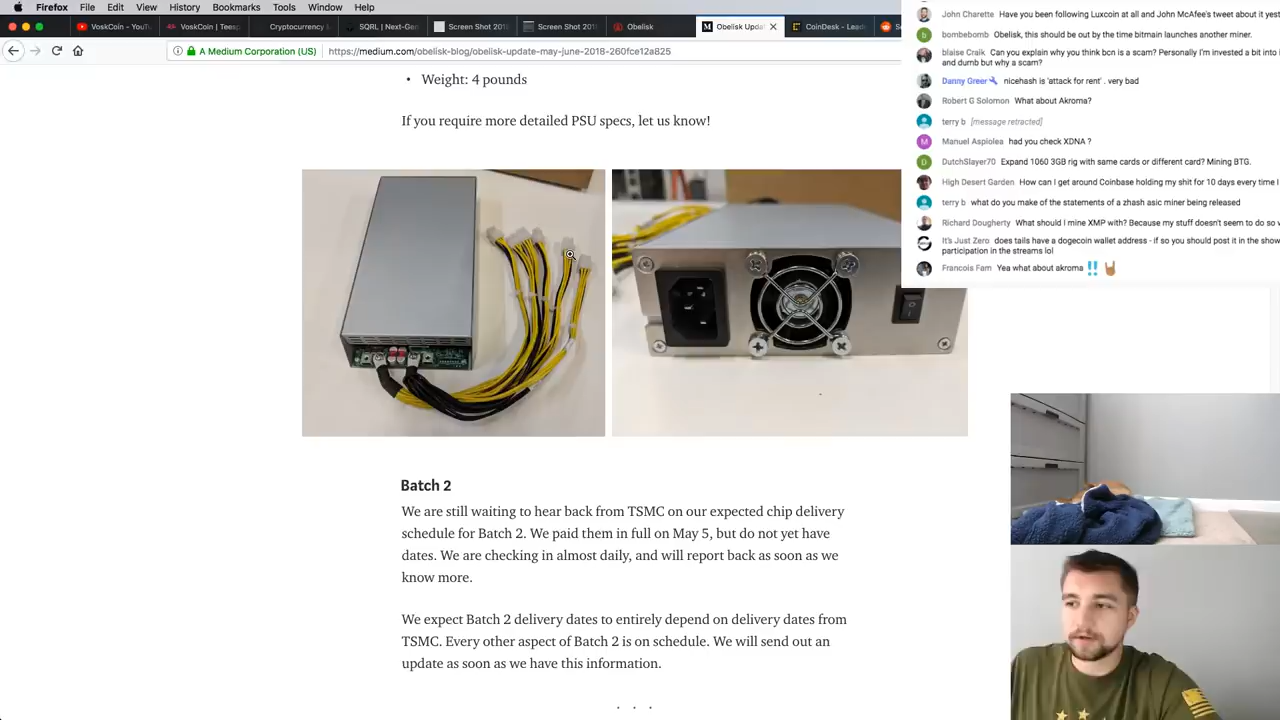 Firefox File Edit View History Bookmarks Tools Window Help
VoskCoin - YouT
VoskCoin | Teesp
Cryptocurrency M
SQRL | Next-Gen
Screen Shot 2018
Screen Shot 2018
Obelisk
Obelisk Upda
CoinDesk - Leade
A Medium Corporation (US) https://medium.com/obelisk-blog/obelisk-update-may-june-2018-260fce12a825
• Weight: 4 pounds
If you require more detailed PSU specs, let us know!
Batch 2
We are still waiting to hear back from TSMC on our expected chip delivery
schedule for Batch 2. We paid them in full on May 5, but do not yet have
dates. We are checking in almost daily, and will report back as soon as we
know more.
We expect Batch 2 delivery dates to entirely depend on delivery dates from
TSMC. Every other aspect of Batch 2 is on schedule. We will send out an
update as soon as we have this information.
. . .
John Charette Have you been following Luxcoin at all and John McAfee's tweet about it yest
bombebomb Obelisk, this should be out by the time bitmain launches another miner.
blaise Craik Can you explain why you think bcn is a scam? Personally I'm invested a bit into i
and dumb but why a scam?
Danny Greer nicehash is 'attack for rent' . very bad
Robert G Solomon What about Akroma?
terry b [message retracted]
Manuel Aspiolea had you check XDNA ?
DutchSlayer70 Expand 1060 3GB rig with same cards or different card? Mining BTG.
High Desert Garden How can I get around Coinbase holding my shit for 10 days every time I
terry b what do you make of the statements of a zhash asic miner being released
Richard Dougherty What should I mine XMP with? Because my stuff doesn't seem to do so w
It's Just Zero does tails have a dogecoin wallet address - if so you should post it in the show
participation in the streams lol
Francois Fam Yea what about akroma ‼️ 🤘🏽